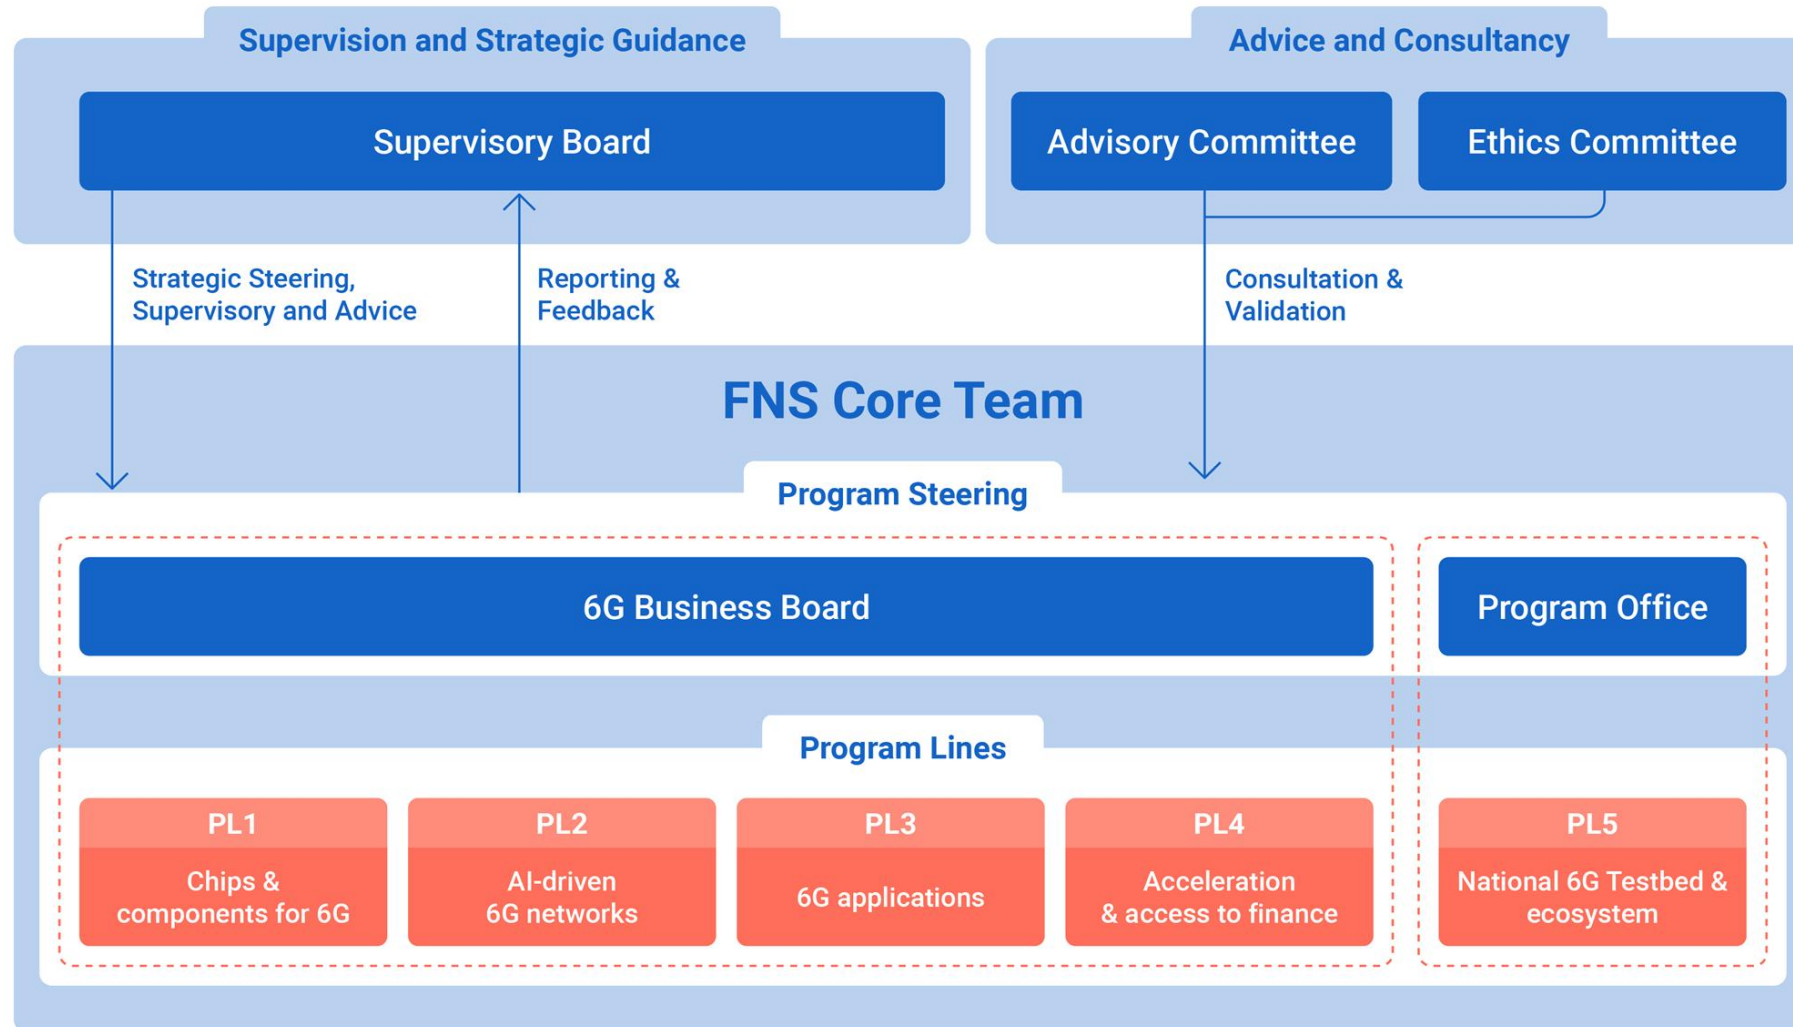 Supervision and Strategic Guidance
Advice and Consultancy
Supervisory Board
Advisory Committee
Ethics Committee
Strategic Steering,
Supervisory and Advice
Reporting &
Feedback
Consultation &
Validation
FNS Core Team
Program Steering
6G Business Board
Program Office
Program Lines
PL1
Chips &
components for 6G
PL2
AI-driven
6G networks
PL3
6G applications
PL4
Acceleration
& access to finance
PL5
National 6G Testbed &
ecosystem